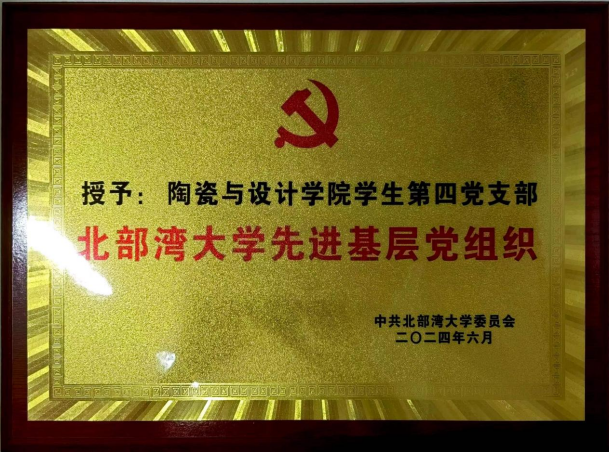 授予：陶瓷与设计学院学生第四党支部
北部湾大学先进基层党组织
中共北部湾大学委员会
二〇二四年六月